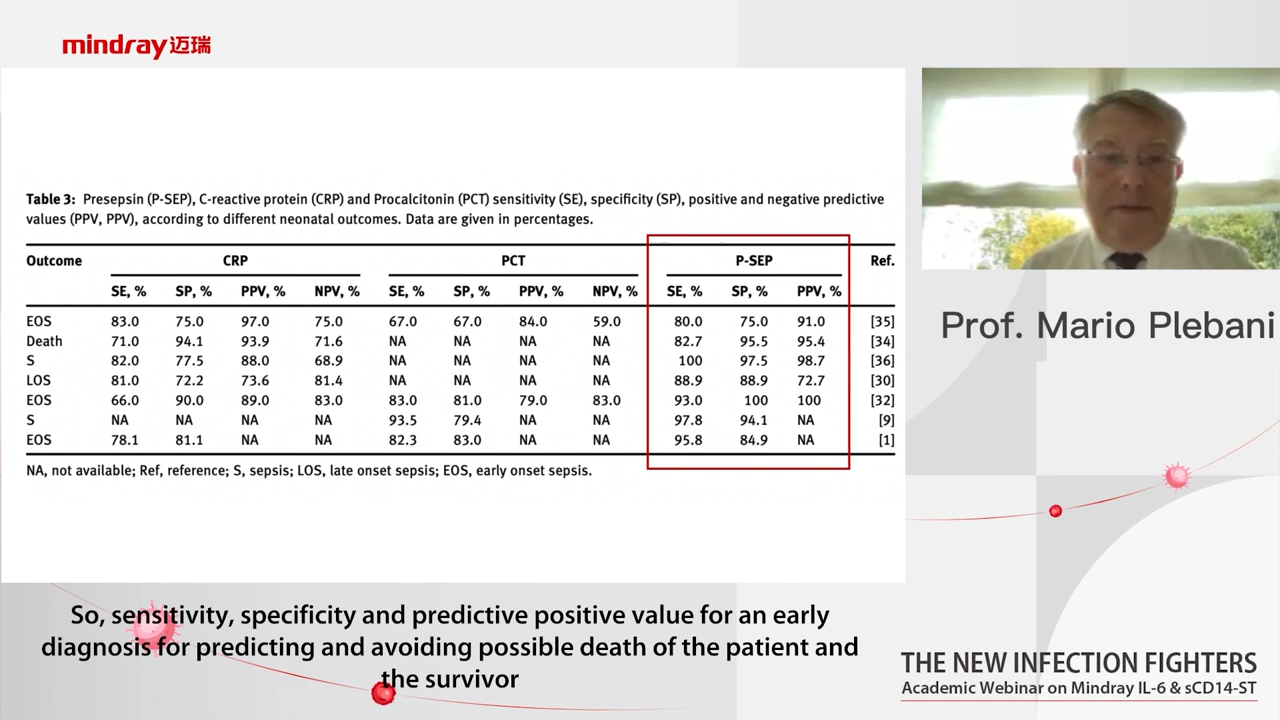 mindray迈瑞
Table 3: Presepsin (P-SEP), C-reactive protein (CRP) and Procalcitonin (PCT) sensitivity (SE), specificity (SP), positive and negative predictive
values (PPV, PPV), according to different neonatal outcomes. Data are given in percentages.
Outcome CRP PCT P-SEP Ref.
SE, % SP, % PPV, % NPV, % SE, % SP, % PPV, % NPV, % SE, % SP, % PPV, %
EOS 83.0 75.0 97.0 75.0 67.0 67.0 84.0 59.0 80.0 75.0 91.0 [35]
Death 71.0 94.1 93.9 71.6 NA NA NA NA 82.7 95.5 95.4 [34]
S 82.0 77.5 88.0 68.9 NA NA NA NA 100 97.5 98.7 [36]
LOS 81.0 72.2 73.6 81.4 NA NA NA NA 88.9 88.9 72.7 [30]
EOS 66.0 90.0 89.0 83.0 83.0 81.0 79.0 83.0 93.0 100 100 [32]
S NA NA NA NA 93.5 79.4 NA NA 97.8 94.1 NA [9]
EOS 78.1 81.1 NA NA 82.3 83.0 NA NA 95.8 84.9 NA [1]
NA, not available; Ref, reference; S, sepsis; LOS, late onset sepsis; EOS, early onset sepsis.
Prof. Mario Plebani
So, sensitivity, specificity and predictive positive value for an early
diagnosis for predicting and avoiding possible death of the patient and
the survivor
THE NEW INFECTION FIGHTERS
Academic Webinar on Mindray IL-6 & sCD14-ST